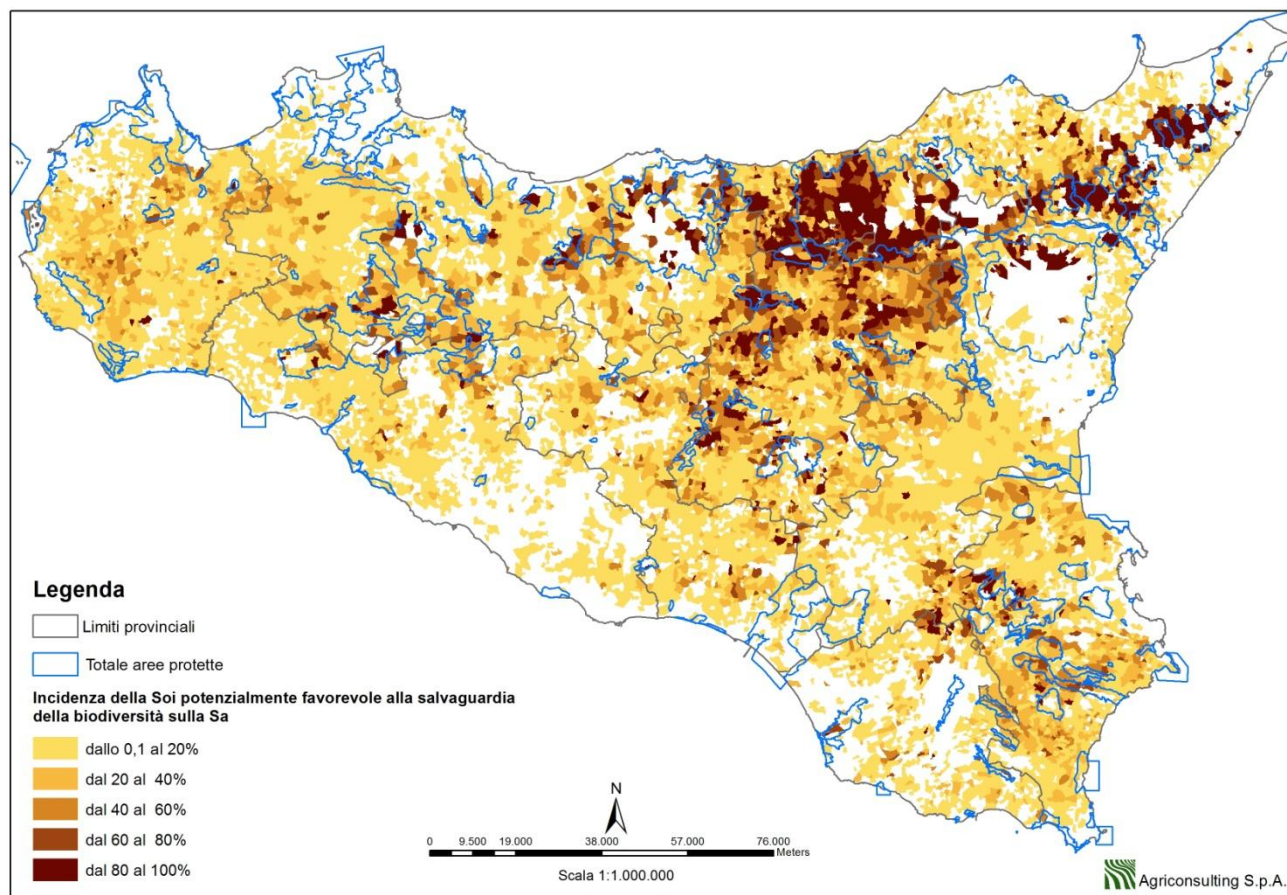 Legenda
Limiti provinciali
Totale aree protette
Incidenza della Soi potenzialmente favorevole alla salvaguardia
della biodiversità sulla Sa
dallo 0,1 al 20%
dal 20 al 40%
dal 40 al 60%
dal 60 al 80%
dal 80 al 100%
N
0 9.500 19.000 38.000 57.000 76.000
Meters
Scala 1:1.000.000
Agriconsulting S.p.A.